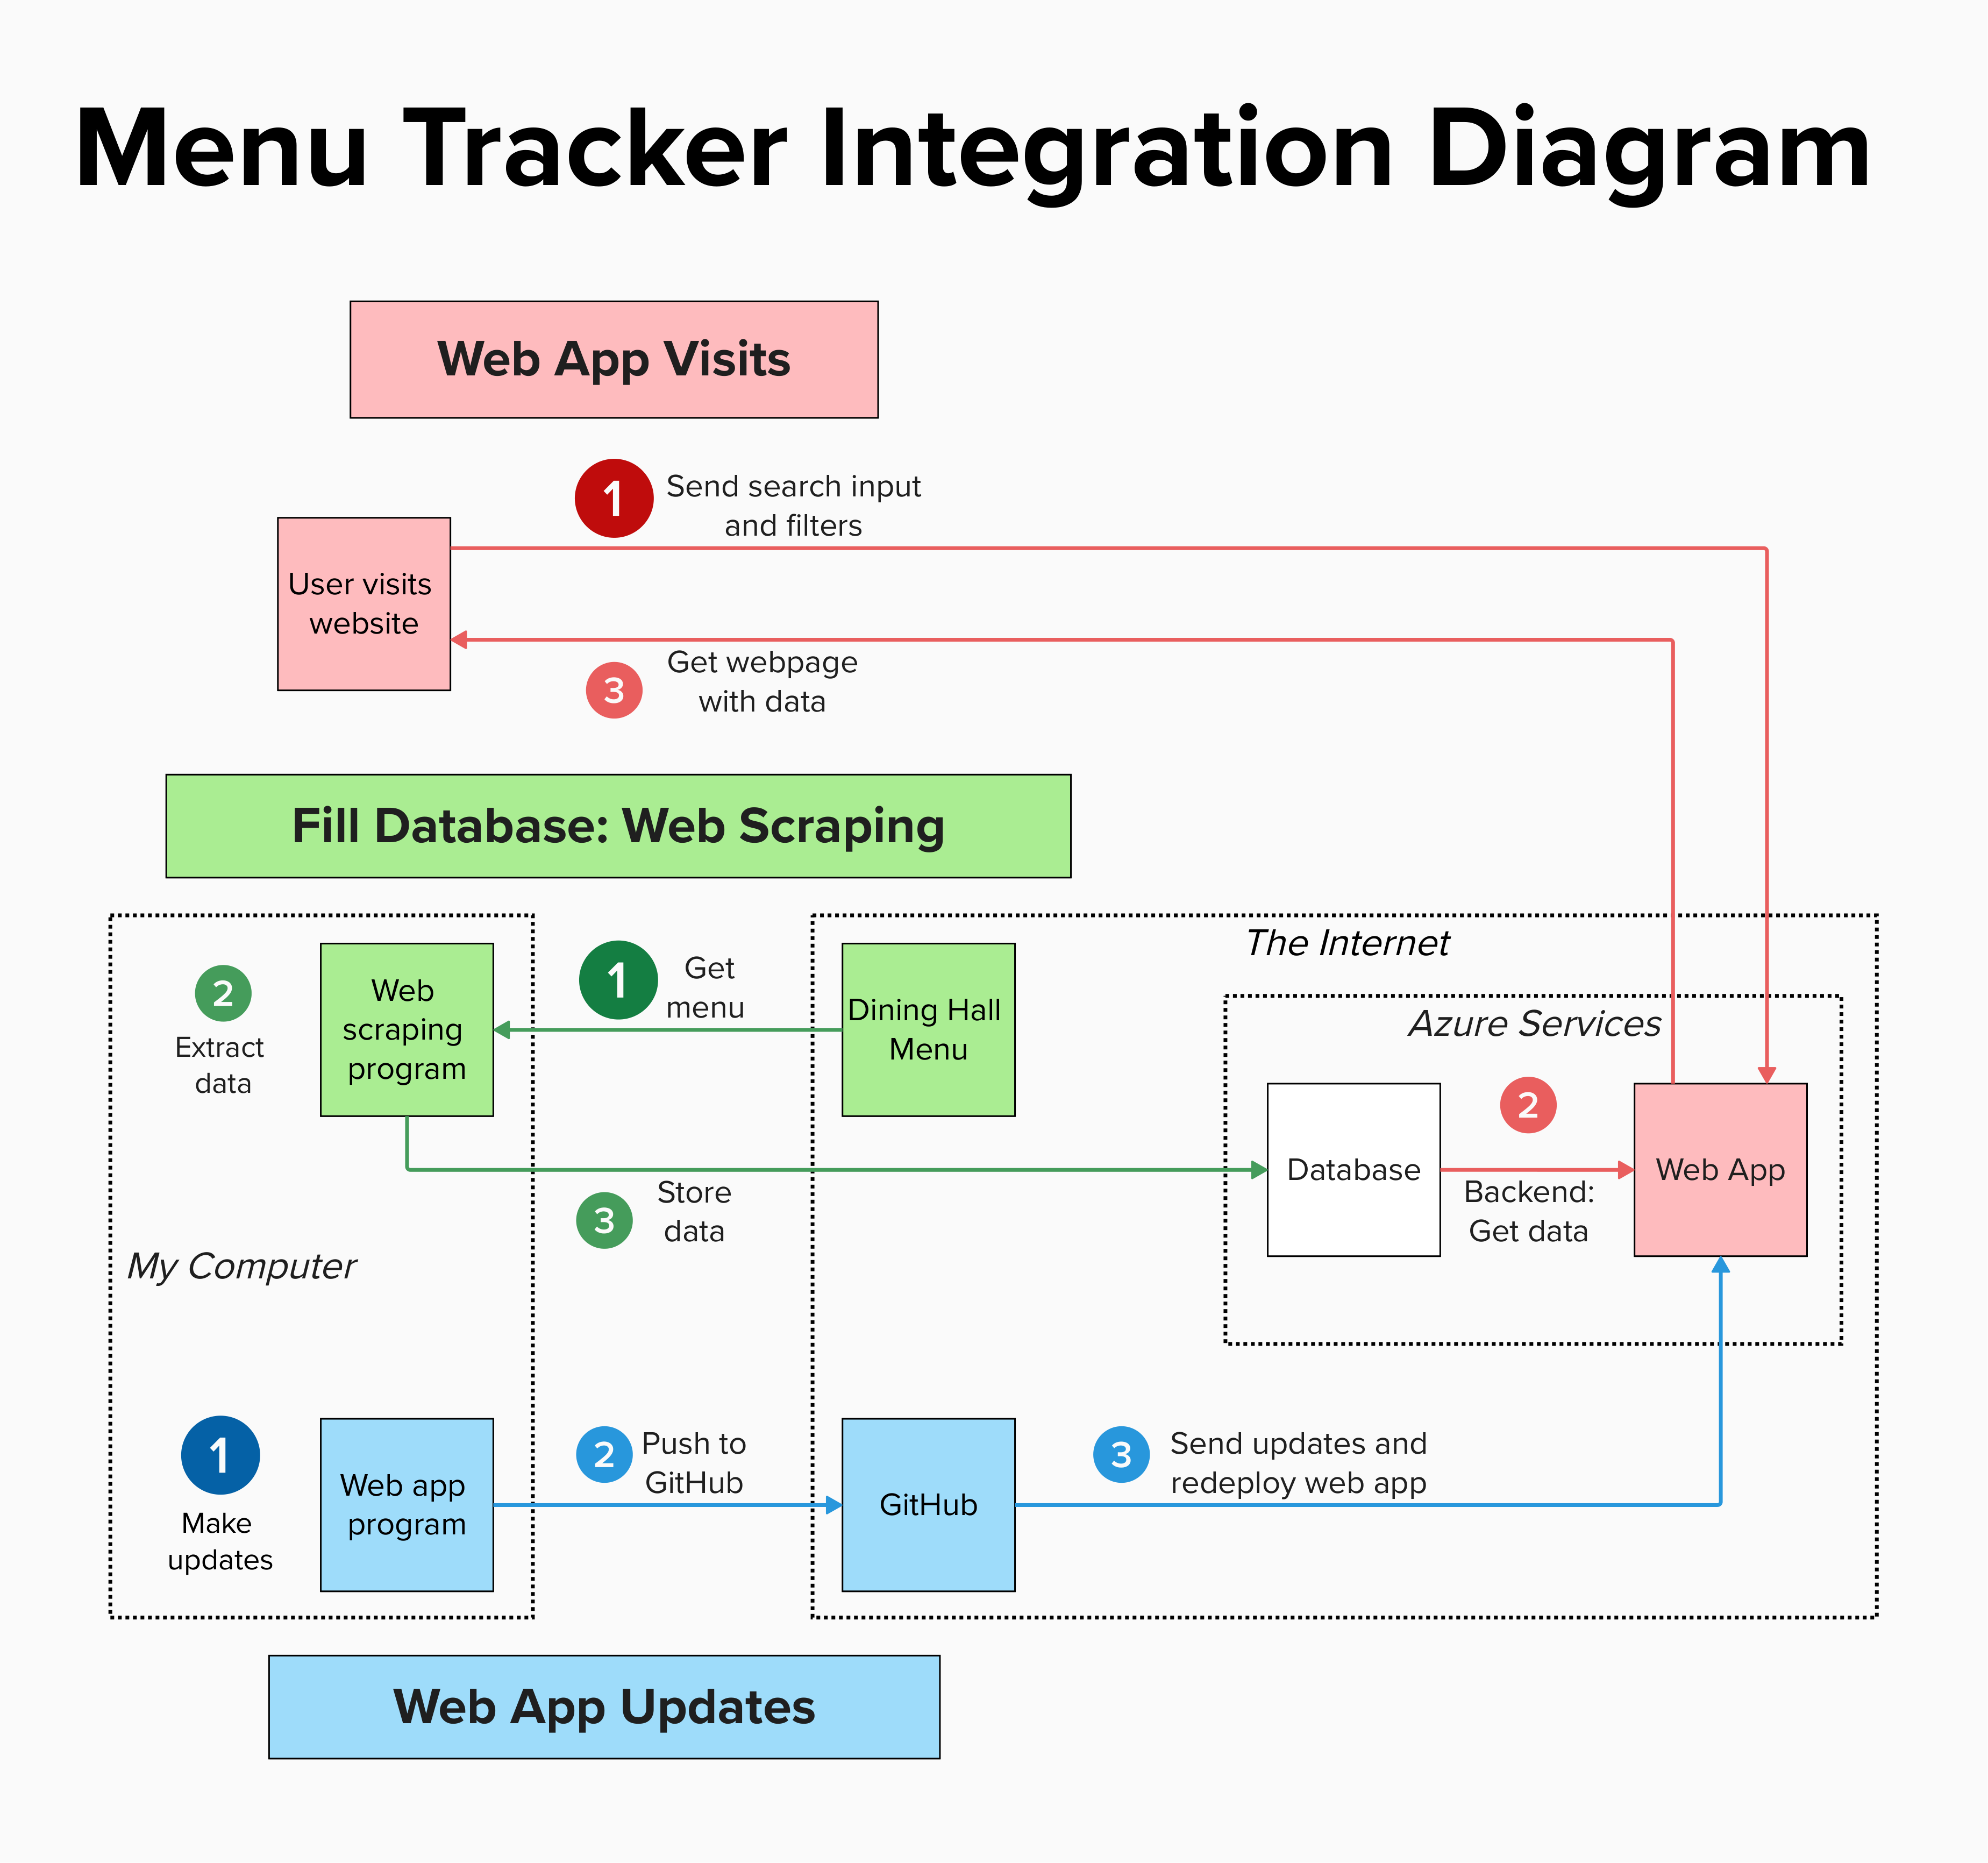 Menu Tracker Integration Diagram
Web App Visits
1
Send search input
and filters
User visits
website
3
Get webpage
with data
Fill Database: Web Scraping
The Internet
2
Extract
data
Web
scraping
program
1
Get
menu
Dining Hall
Menu
Azure Services
2
Database
Backend:
Get data
Web App
3
Store
data
My Computer
1
Make
updates
Web app
program
2
Push to
GitHub
GitHub
3
Send updates and
redeploy web app
Web App Updates